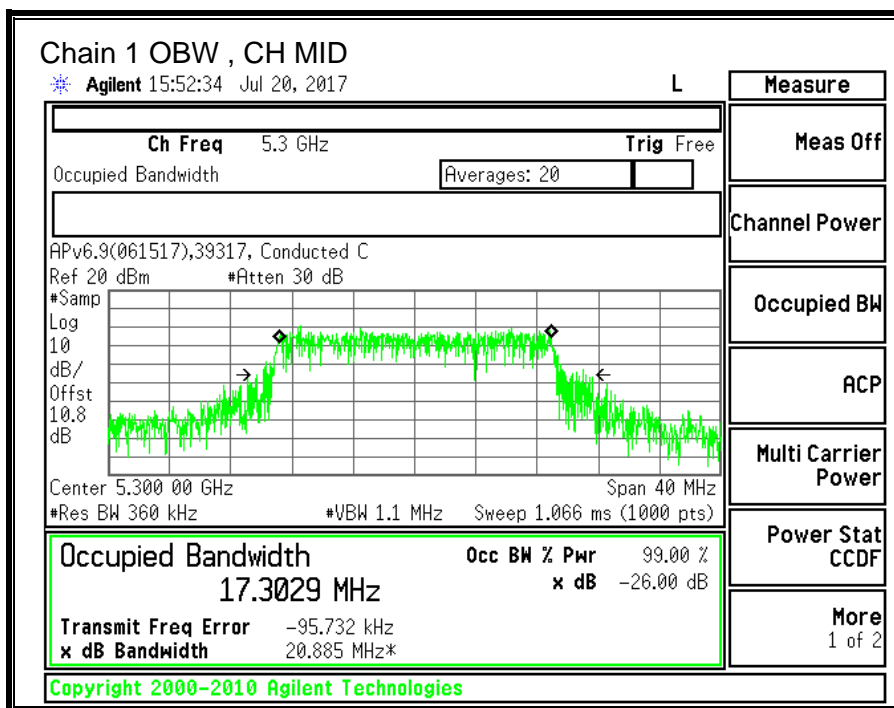 Chain 1 OBW , CH MID
Agilent 15:52:34 Jul 20, 2017 L
Measure
Ch Freq 5.3 GHz Trig Free
Meas Off
Occupied Bandwidth Averages: 20
Channel Power
APv6.9(061517),39317, Conducted C
Ref 20 dBm #Atten 30 dB
#Samp
Log
10
dB/
Offst
10.8
dB
Occupied BW
ACP
Multi Carrier
Power
Center 5.300 00 GHz Span 40 MHz
#Res BW 360 kHz #VBW 1.1 MHz Sweep 1.066 ms (1000 pts)
Power Stat
CCDF
Occupied Bandwidth Occ BW % Pwr 99.00 %
17.3029 MHz x dB -26.00 dB
Transmit Freq Error -95.732 kHz
x dB Bandwidth 20.885 MHz*
More
1 of 2
Copyright 2000-2010 Agilent Technologies